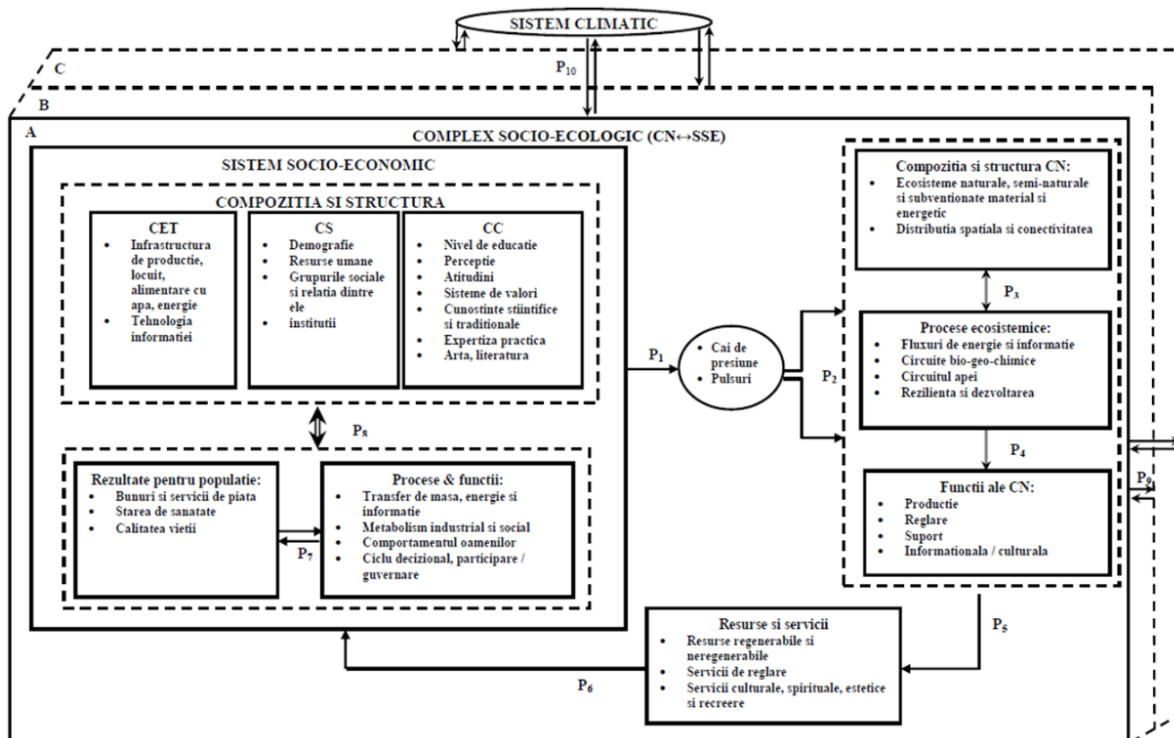 SISTEM CLIMATIC
C
P10
B
A
COMPLEX SOCIO-ECOLOGIC (CN↔SSE)
SISTEM SOCIO-ECONOMIC
COMPOZITIA SI STRUCTURA
CET
• Infrastructura
de productie,
locuit,
alimentare cu
apa, energie
• Tehnologia
informatiei
CS
• Demografie
• Resurse umane
• Grupurile sociale
si relatia dintre
ele
• institutii
CC
• Nivel de educatie
• Perceptie
• Atitudini
• Sisteme de valori
• Cunostinte stiintifice
si traditionale
• Expertiza practica
• Arta, literatura
P8
Rezultate pentru populatie:
• Bunuri si servicii de piata
• Starea de sanatate
• Calitatea vietii
P7
Procese & functii:
• Transfer de masa, energie si
informatie
• Metabolism industrial si social
• Comportamentul oamenilor
• Ciclu decizional, participare /
guvernare
P1
• Cai de
presiune
• Pulsuri
P2
Compozitia si structura CN:
• Ecosisteme naturale, semi-naturale
si subventionate material si
energetic
• Distributia spatiala si conectivitatea
P3
Procese ecosistemice:
• Fluxuri de energie si informatie
• Circuite bio-geo-chimice
• Circuitul apei
• Rezilienta si dezvoltarea
P4
Functii ale CN:
• Productie
• Reglare
• Suport
• Informationala / culturala
P9
P5
Resurse si servicii
• Resurse regenerabile si
neregenerabile
• Servicii de reglare
• Servicii culturale, spirituale, estetice
si recreere
P6